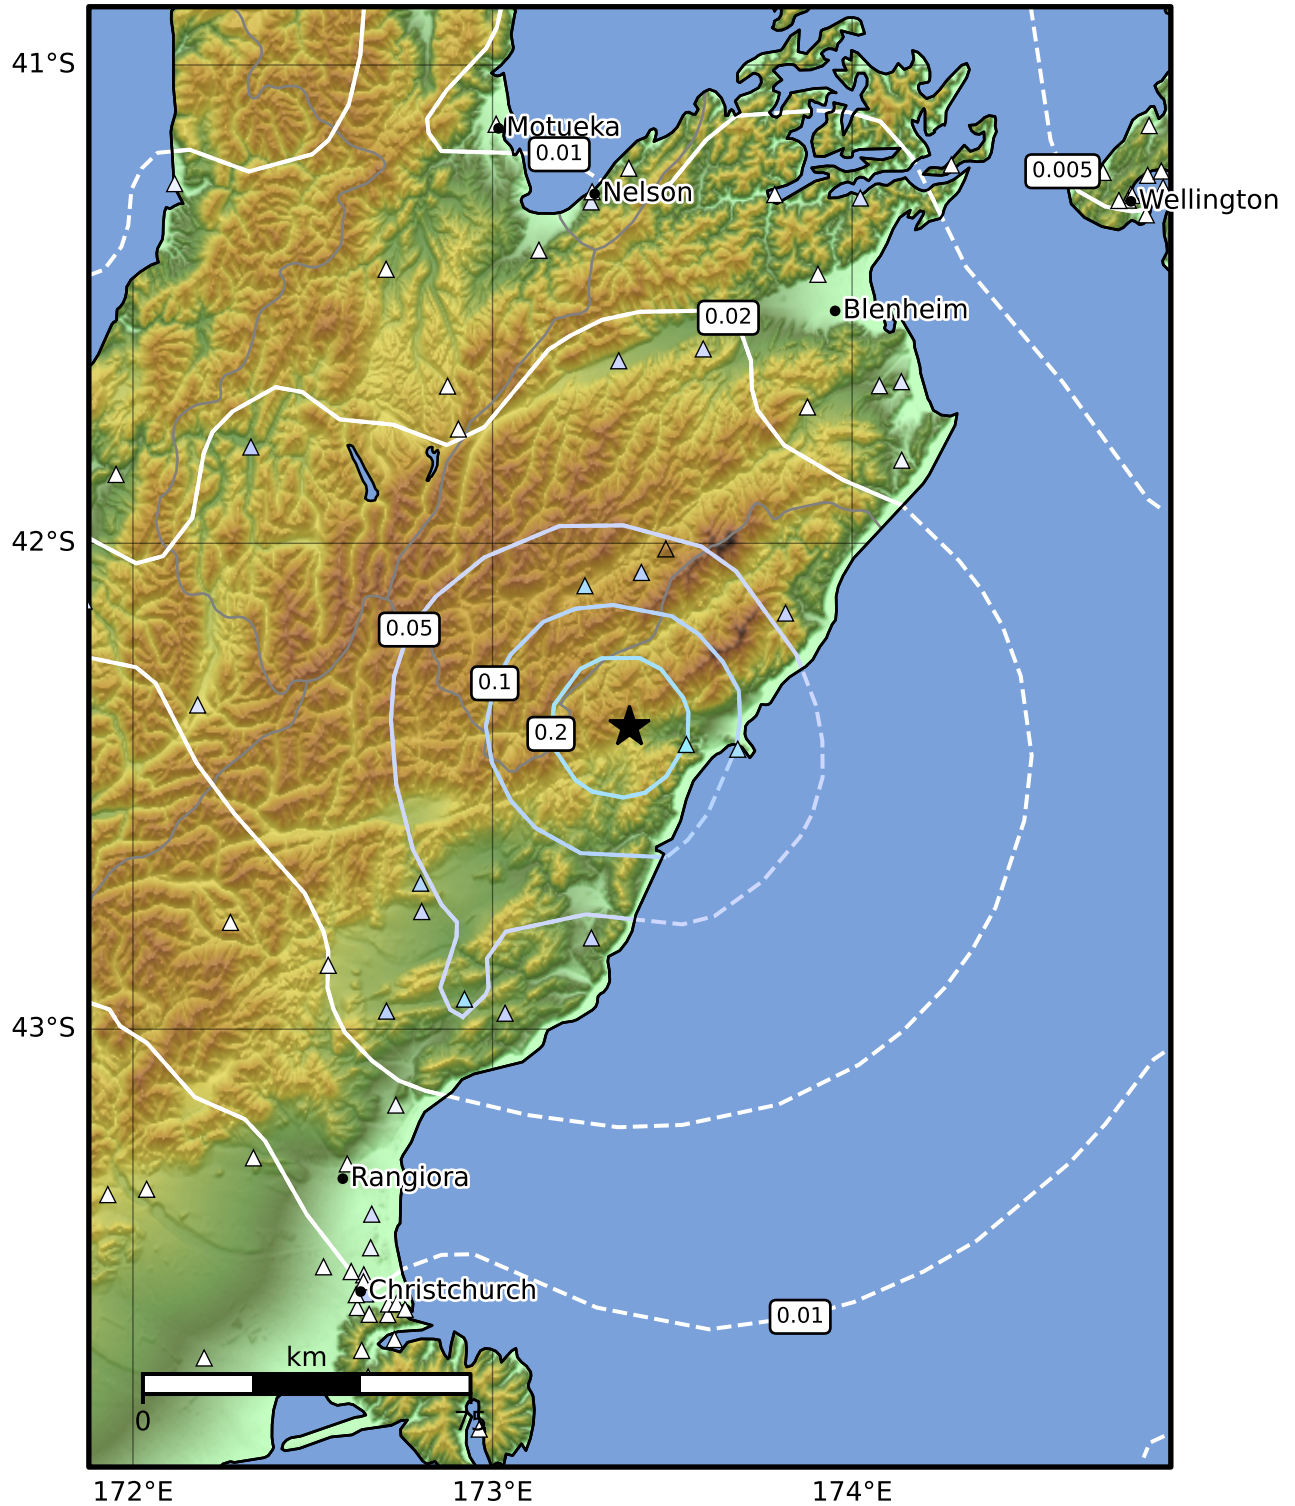 41°S
Motueka
0.01
0.005
Nelson
Wellington
Blenheim
0.02
42°S
0.05
0.1
0.2
43°S
Rangiora
Christchurch
0.01
km
0
75
172°E
173°E
174°E